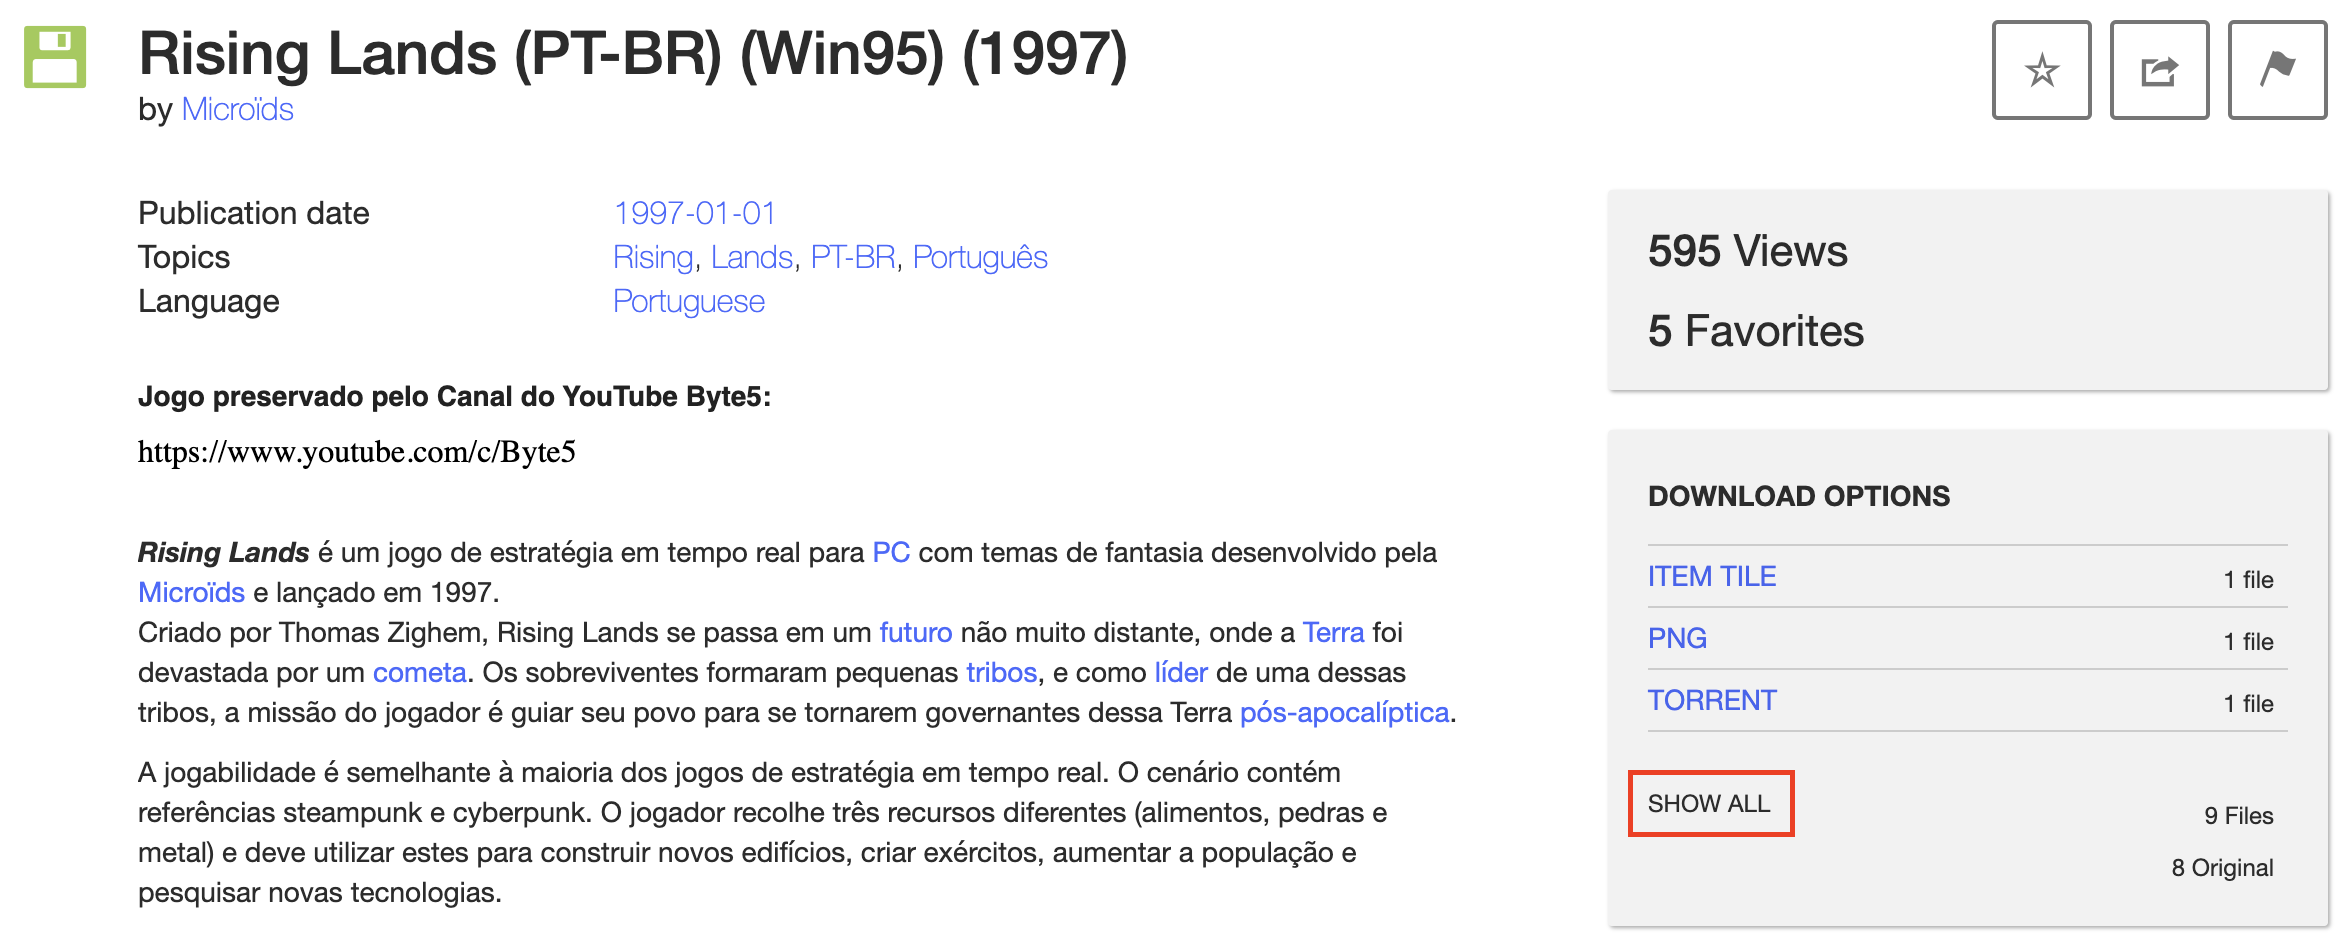 Rising Lands (PT-BR) (Win95) (1997)
by Microïds
Publication date 1997-01-01
Topics Rising, Lands, PT-BR, Português
Language Portuguese
Jogo preservado pelo Canal do YouTube Byte5:
https://www.youtube.com/c/Byte5
Rising Lands é um jogo de estratégia em tempo real para PC com temas de fantasia desenvolvido pela
Microïds e lançado em 1997.
Criado por Thomas Zighem, Rising Lands se passa em um futuro não muito distante, onde a Terra foi
devastada por um cometa. Os sobreviventes formaram pequenas tribos, e como líder de uma dessas
tribos, a missão do jogador é guiar seu povo para se tornarem governantes dessa Terra pós-apocalíptica.
A jogabilidade é semelhante à maioria dos jogos de estratégia em tempo real. O cenário contém
referências steampunk e cyberpunk. O jogador recolhe três recursos diferentes (alimentos, pedras e
metal) e deve utilizar estes para construir novos edifícios, criar exércitos, aumentar a população e
pesquisar novas tecnologias.
595 Views
5 Favorites
DOWNLOAD OPTIONS
ITEM TILE 1 file
PNG 1 file
TORRENT 1 file
SHOW ALL
9 Files
8 Original